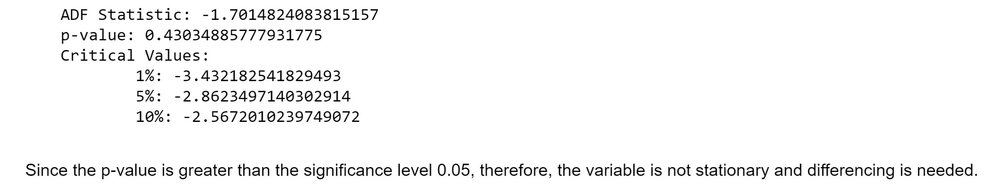 ADF Statistic: -1.7014824083815157
p-value: 0.43034885777931775
Critical Values:
1%: -3.432182541829493
5%: -2.8623497140302914
10%: -2.5672010239749072
Since the p-value is greater than the significance level 0.05, therefore, the variable is not stationary and differencing is needed.